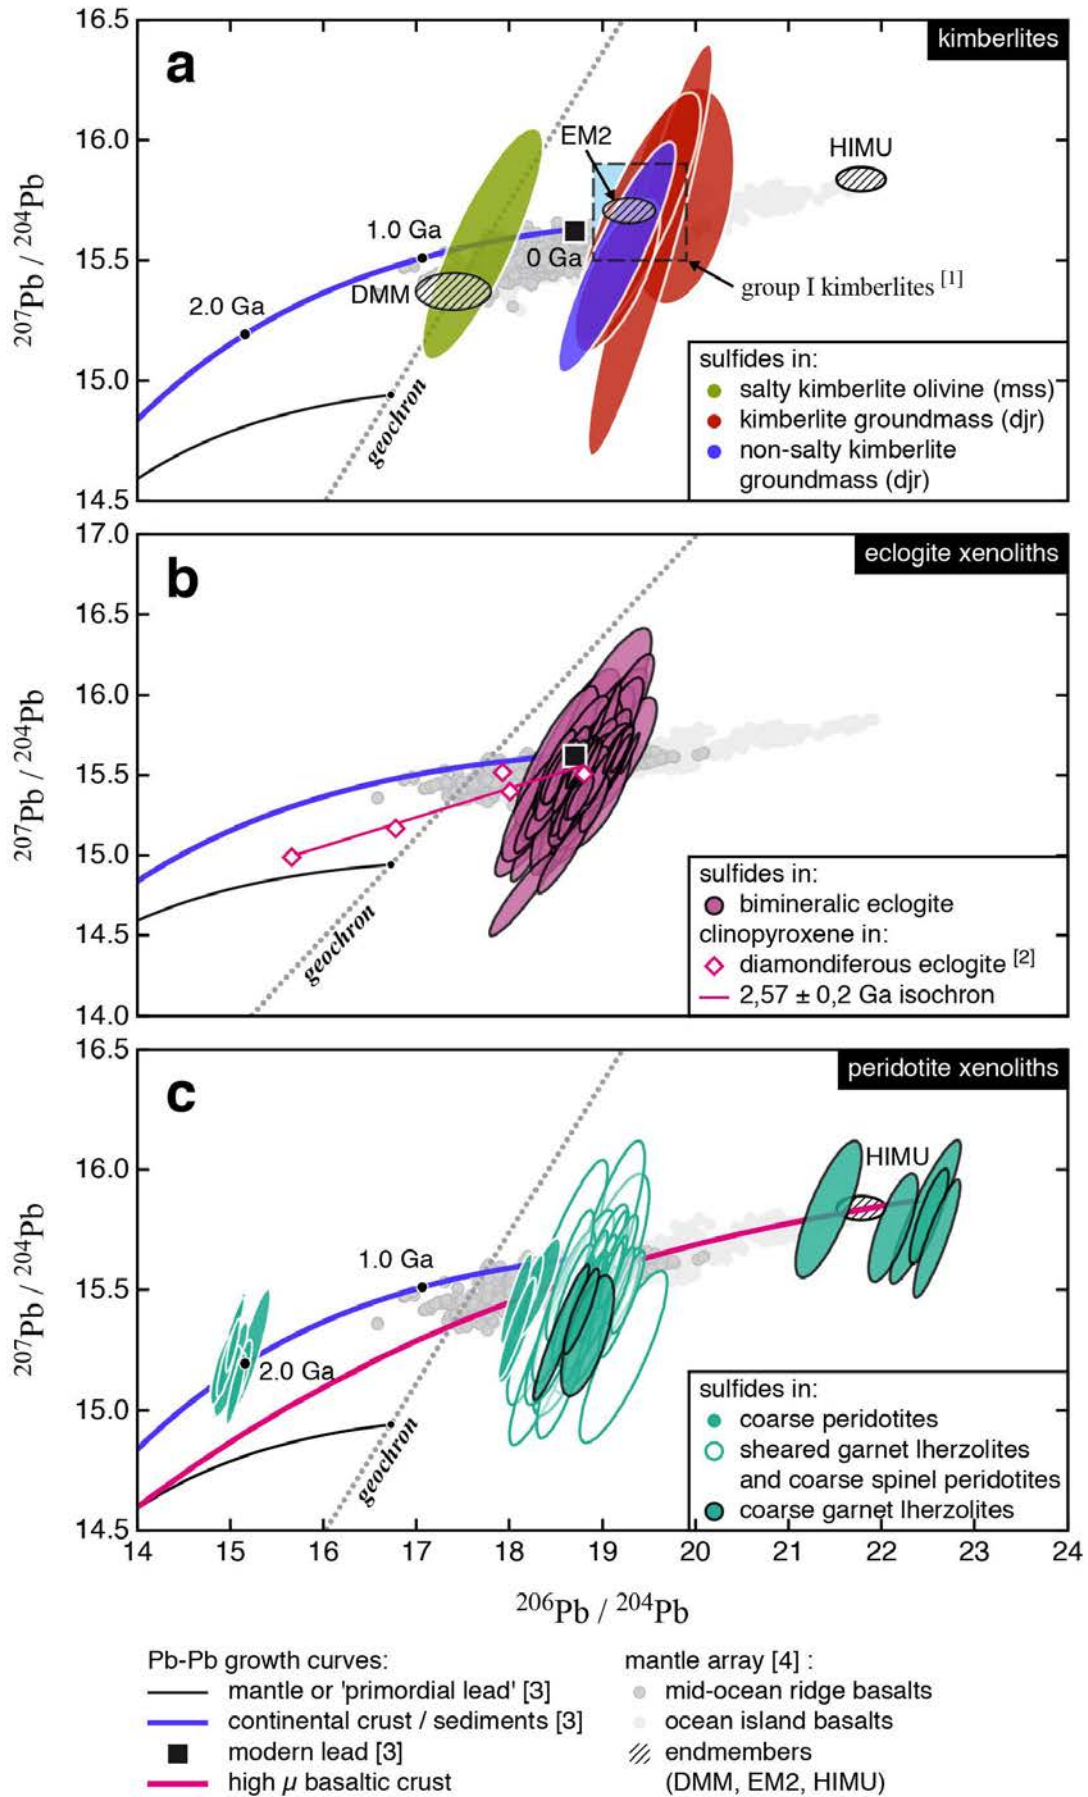 16.5
16.0
15.5
15.0
14.5
²⁰⁷Pb / ²⁰⁴Pb
a
kimberlites
EM2
HIMU
1.0 Ga
0 Ga
2.0 Ga
DMM
group I kimberlites [1]
geochron
sulfides in:
salty kimberlite olivine (mss)
kimberlite groundmass (djr)
non-salty kimberlite
groundmass (djr)
17.0
16.5
16.0
15.5
15.0
14.5
14.0
²⁰⁷Pb / ²⁰⁴Pb
b
eclogite xenoliths
geochron
sulfides in:
bimineralic eclogite
clinopyroxene in:
diamondiferous eclogite [2]
2,57 ± 0,2 Ga isochron
16.5
16.0
15.5
15.0
14.5
²⁰⁷Pb / ²⁰⁴Pb
c
peridotite xenoliths
HIMU
1.0 Ga
2.0 Ga
geochron
sulfides in:
coarse peridotites
sheared garnet lherzolites
and coarse spinel peridotites
coarse garnet lherzolites
14 15 16 17 18 19 20 21 22 23 24
²⁰⁶Pb / ²⁰⁴Pb
Pb-Pb growth curves:
mantle or 'primordial lead' [3]
continental crust / sediments [3]
modern lead [3]
high μ basaltic crust
mantle array [4] :
mid-ocean ridge basalts
ocean island basalts
endmembers
(DMM, EM2, HIMU)